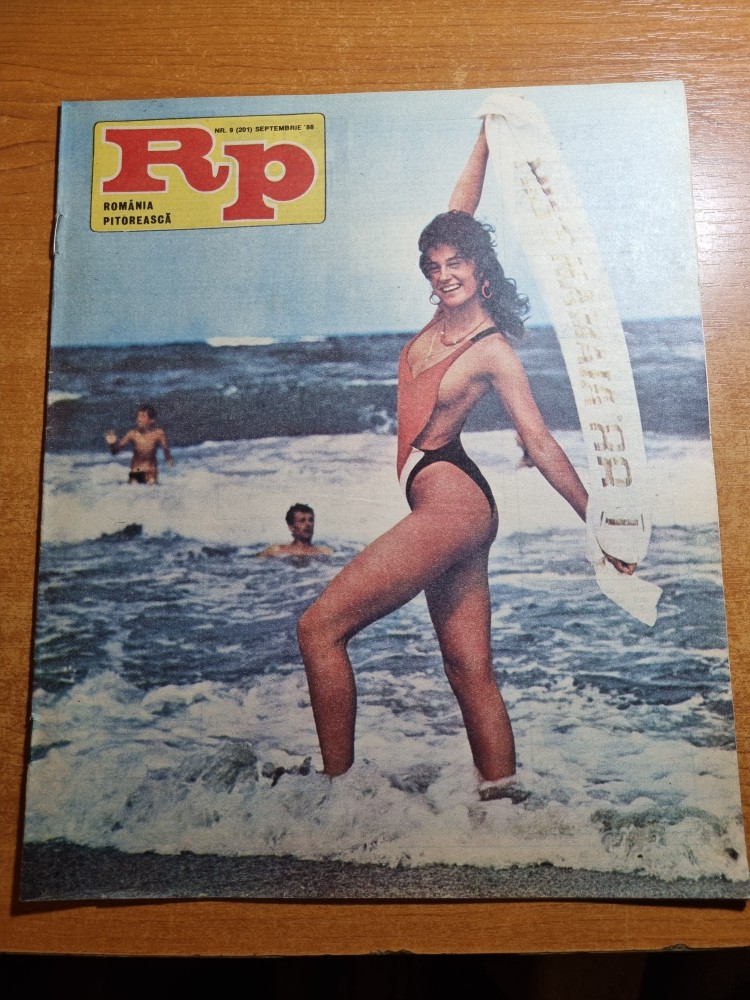 NR. 9 (201) SEPTEMBRIE '88
Rp
ROMÂNIA
PITOREASCĂ